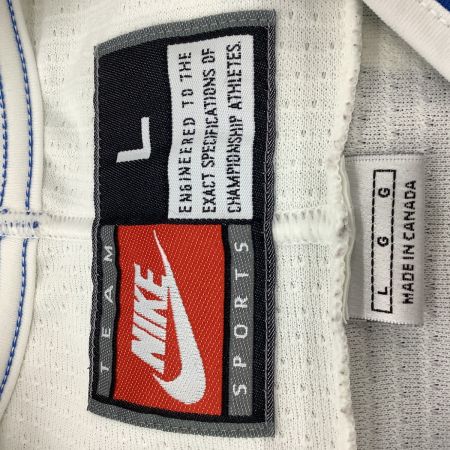 L
ENGINEERED TO THE
EXACT SPECIFICATIONS OF
CHAMPIONSHIP ATHLETES.
TEAM
NIKE
SPORTS
L G G
MADE IN CANADA